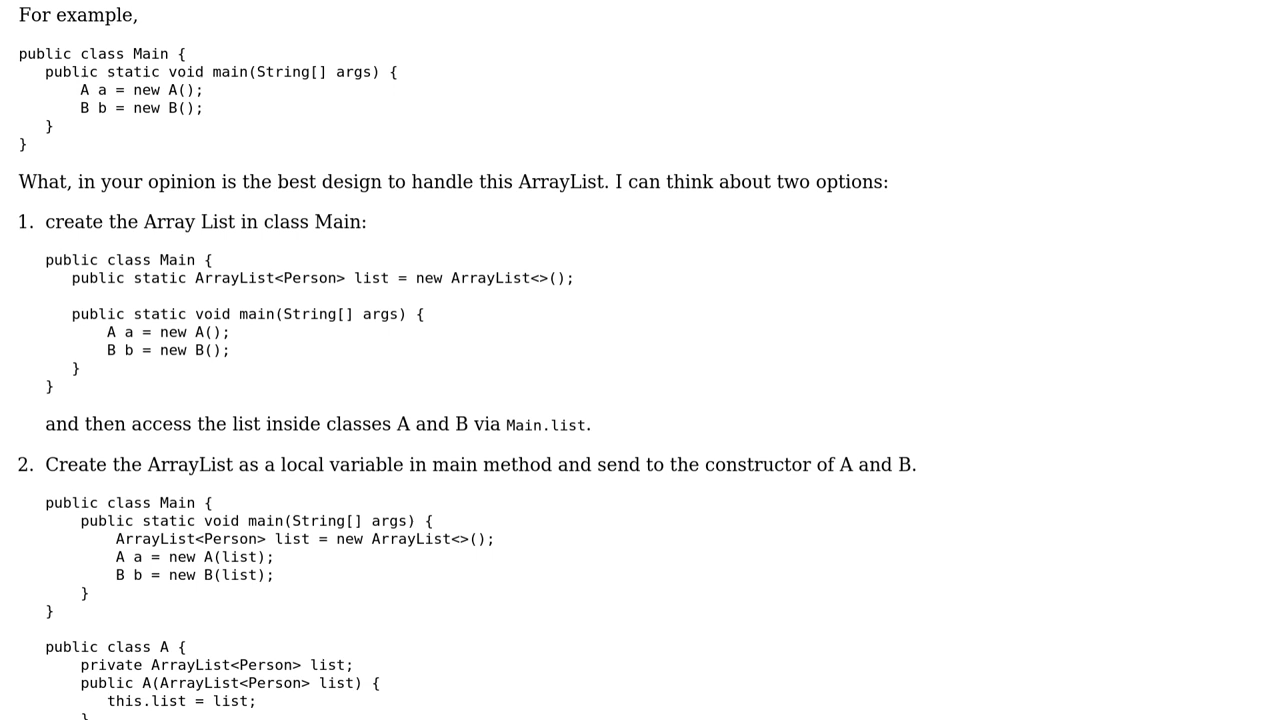 For example,
public class Main {
   public static void main(String[] args) {
       A a = new A();
       B b = new B();
   }
}
What, in your opinion is the best design to handle this ArrayList. I can think about two options:
1. create the Array List in class Main:
public class Main {
   public static ArrayList<Person> list = new ArrayList<>();
   public static void main(String[] args) {
       A a = new A();
       B b = new B();
   }
}
and then access the list inside classes A and B via Main.list.
2. Create the ArrayList as a local variable in main method and send to the constructor of A and B.
public class Main {
    public static void main(String[] args) {
        ArrayList<Person> list = new ArrayList<>();
        A a = new A(list);
        B b = new B(list);
    }
}
public class A {
    private ArrayList<Person> list;
    public A(ArrayList<Person> list) {
       this.list = list;
    }